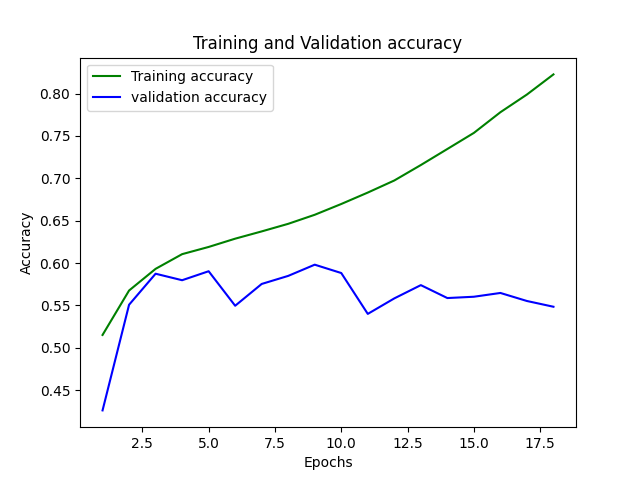 Training and Validation accuracy
Training accuracy
validation accuracy
0.80
0.75
0.70
0.65
0.60
0.55
0.50
0.45
Accuracy
2.5 5.0 7.5 10.0 12.5 15.0 17.5
Epochs